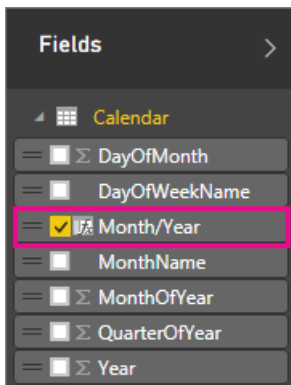 Fields
Calendar
Σ DayOfMonth
DayOfWeekName
Month/Year
MonthName
Σ MonthOfYear
Σ QuarterOfYear
Σ Year